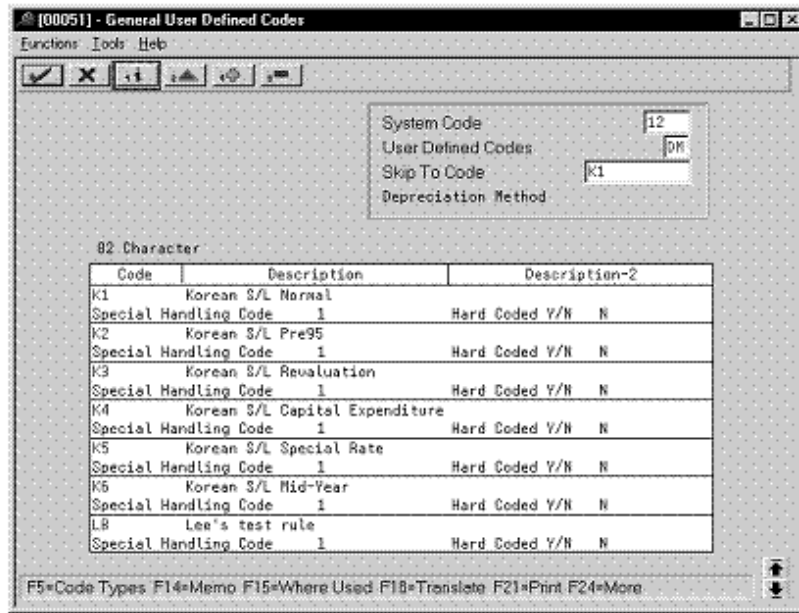 [00051] - General User Defined Codes
Functions Tools Help
System Code 12
User Defined Codes DM
Skip To Code K1
Depreciation Method
02 Character
Code Description Description-2
K1 Korean S/L Normal
Special Handling Code 1 Hard Coded Y/N N
K2 Korean S/L Pre95
Special Handling Code 1 Hard Coded Y/N N
K3 Korean S/L Revaluation
Special Handling Code 1 Hard Coded Y/N N
K4 Korean S/L Capital Expenditure
Special Handling Code 1 Hard Coded Y/N N
K5 Korean S/L Special Rate
Special Handling Code 1 Hard Coded Y/N N
K6 Korean S/L Mid-Year
Special Handling Code 1 Hard Coded Y/N N
Lee's test rule
Special Handling Code 1 Hard Coded Y/N N
F5=Code Types F14=Memo F15=Where Used F18=Translate F21=Print F24=More